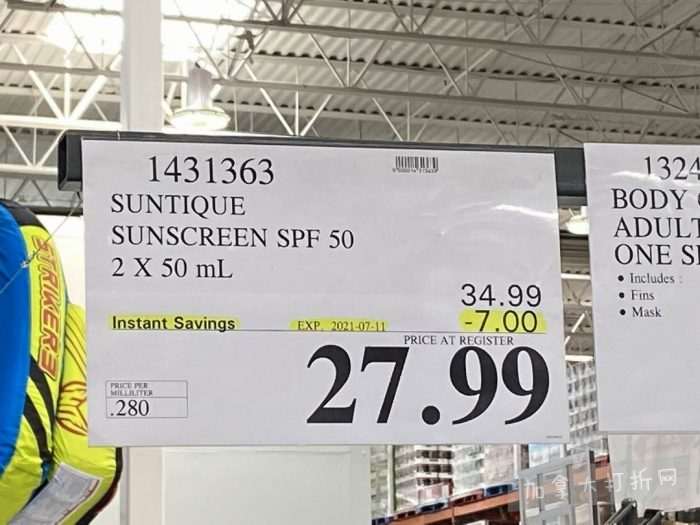 1431363
SUNTIQUE
SUNSCREEN SPF 50
2 X 50 mL
34.99
Instant Savings EXP. 2021-07-11 -7.00
PRICE AT REGISTER
27.99
PRICE PER
MILLILITER
.280
1324
BODY
ADULT
ONE
• Includes :
• Fins
• Mask
STRIKER3
加拿大打折网